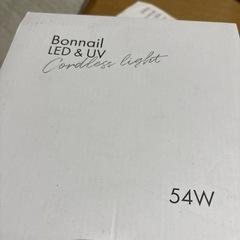 Bonnail
LED & UV
Cordless light
54W